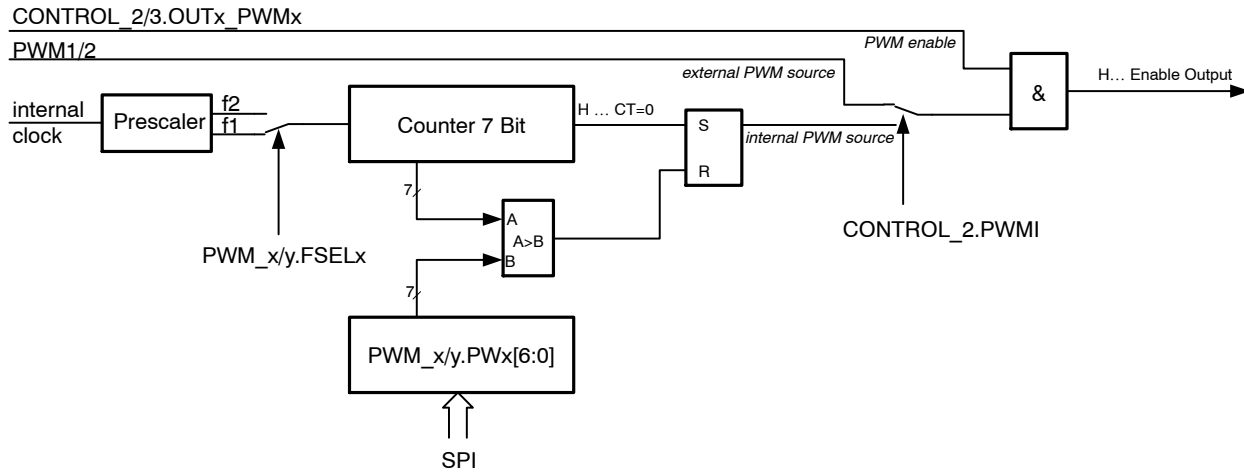 CONTROL_2/3.OUTx_PWMx
PWM enable
PWM1/2
external PWM source
H… Enable Output
&
internal
clock
Prescaler
f2
f1
Counter 7 Bit
H … CT=0
S
R
internal PWM source
7
A
A>B
B
PWM_x/y.FSELx
CONTROL_2.PWMI
7
PWM_x/y.PWx[6:0]
SPI